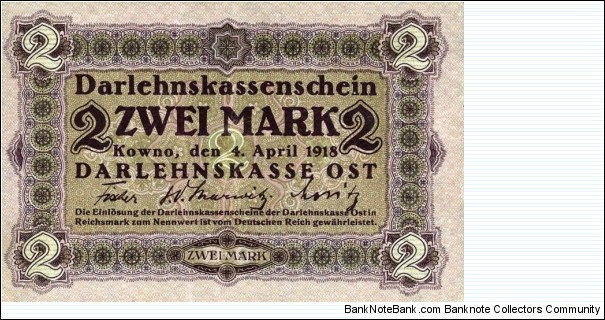 2 2
Darlehnskassenschein
2 ZWEI MARK 2
2
Kowno, den 4. April 1918
DARLEHNSKASSE OST
Die Einlösung der Darlehnskassenscheine der Darlehnskasse Ost in
Reichsmark zum Nennwert ist vom Deutschen Reich gewährleistet.
2 ZWEI MARK 2
BankNoteBank.com - Banknote Collectors Community